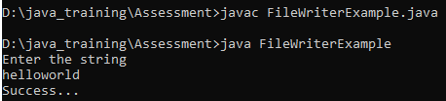 D:\java_training\Assessment>javac FileWriterExample.java
D:\java_training\Assessment>java FileWriterExample
Enter the string
helloworld
Success...